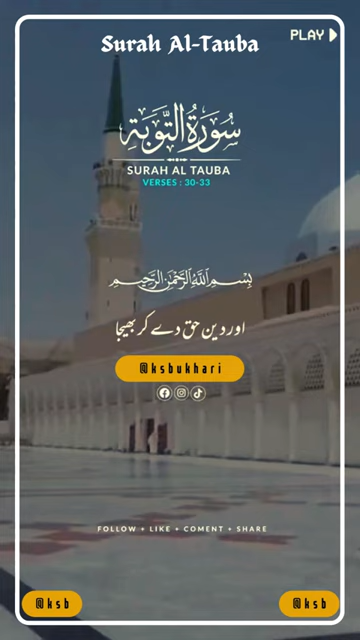 PLAY
Surah Al-Tauba
سُورَةُ التَّوْبَةِ
SURAH AL TAUBA
VERSES : 30-33
بِسْمِ اللَّهِ الرَّحْمَٰنِ الرَّحِيمِ
اور دین حق دے کر بھیجا
@ksbukhari
FOLLOW + LIKE + COMENT + SHARE
@ksb
@ksb